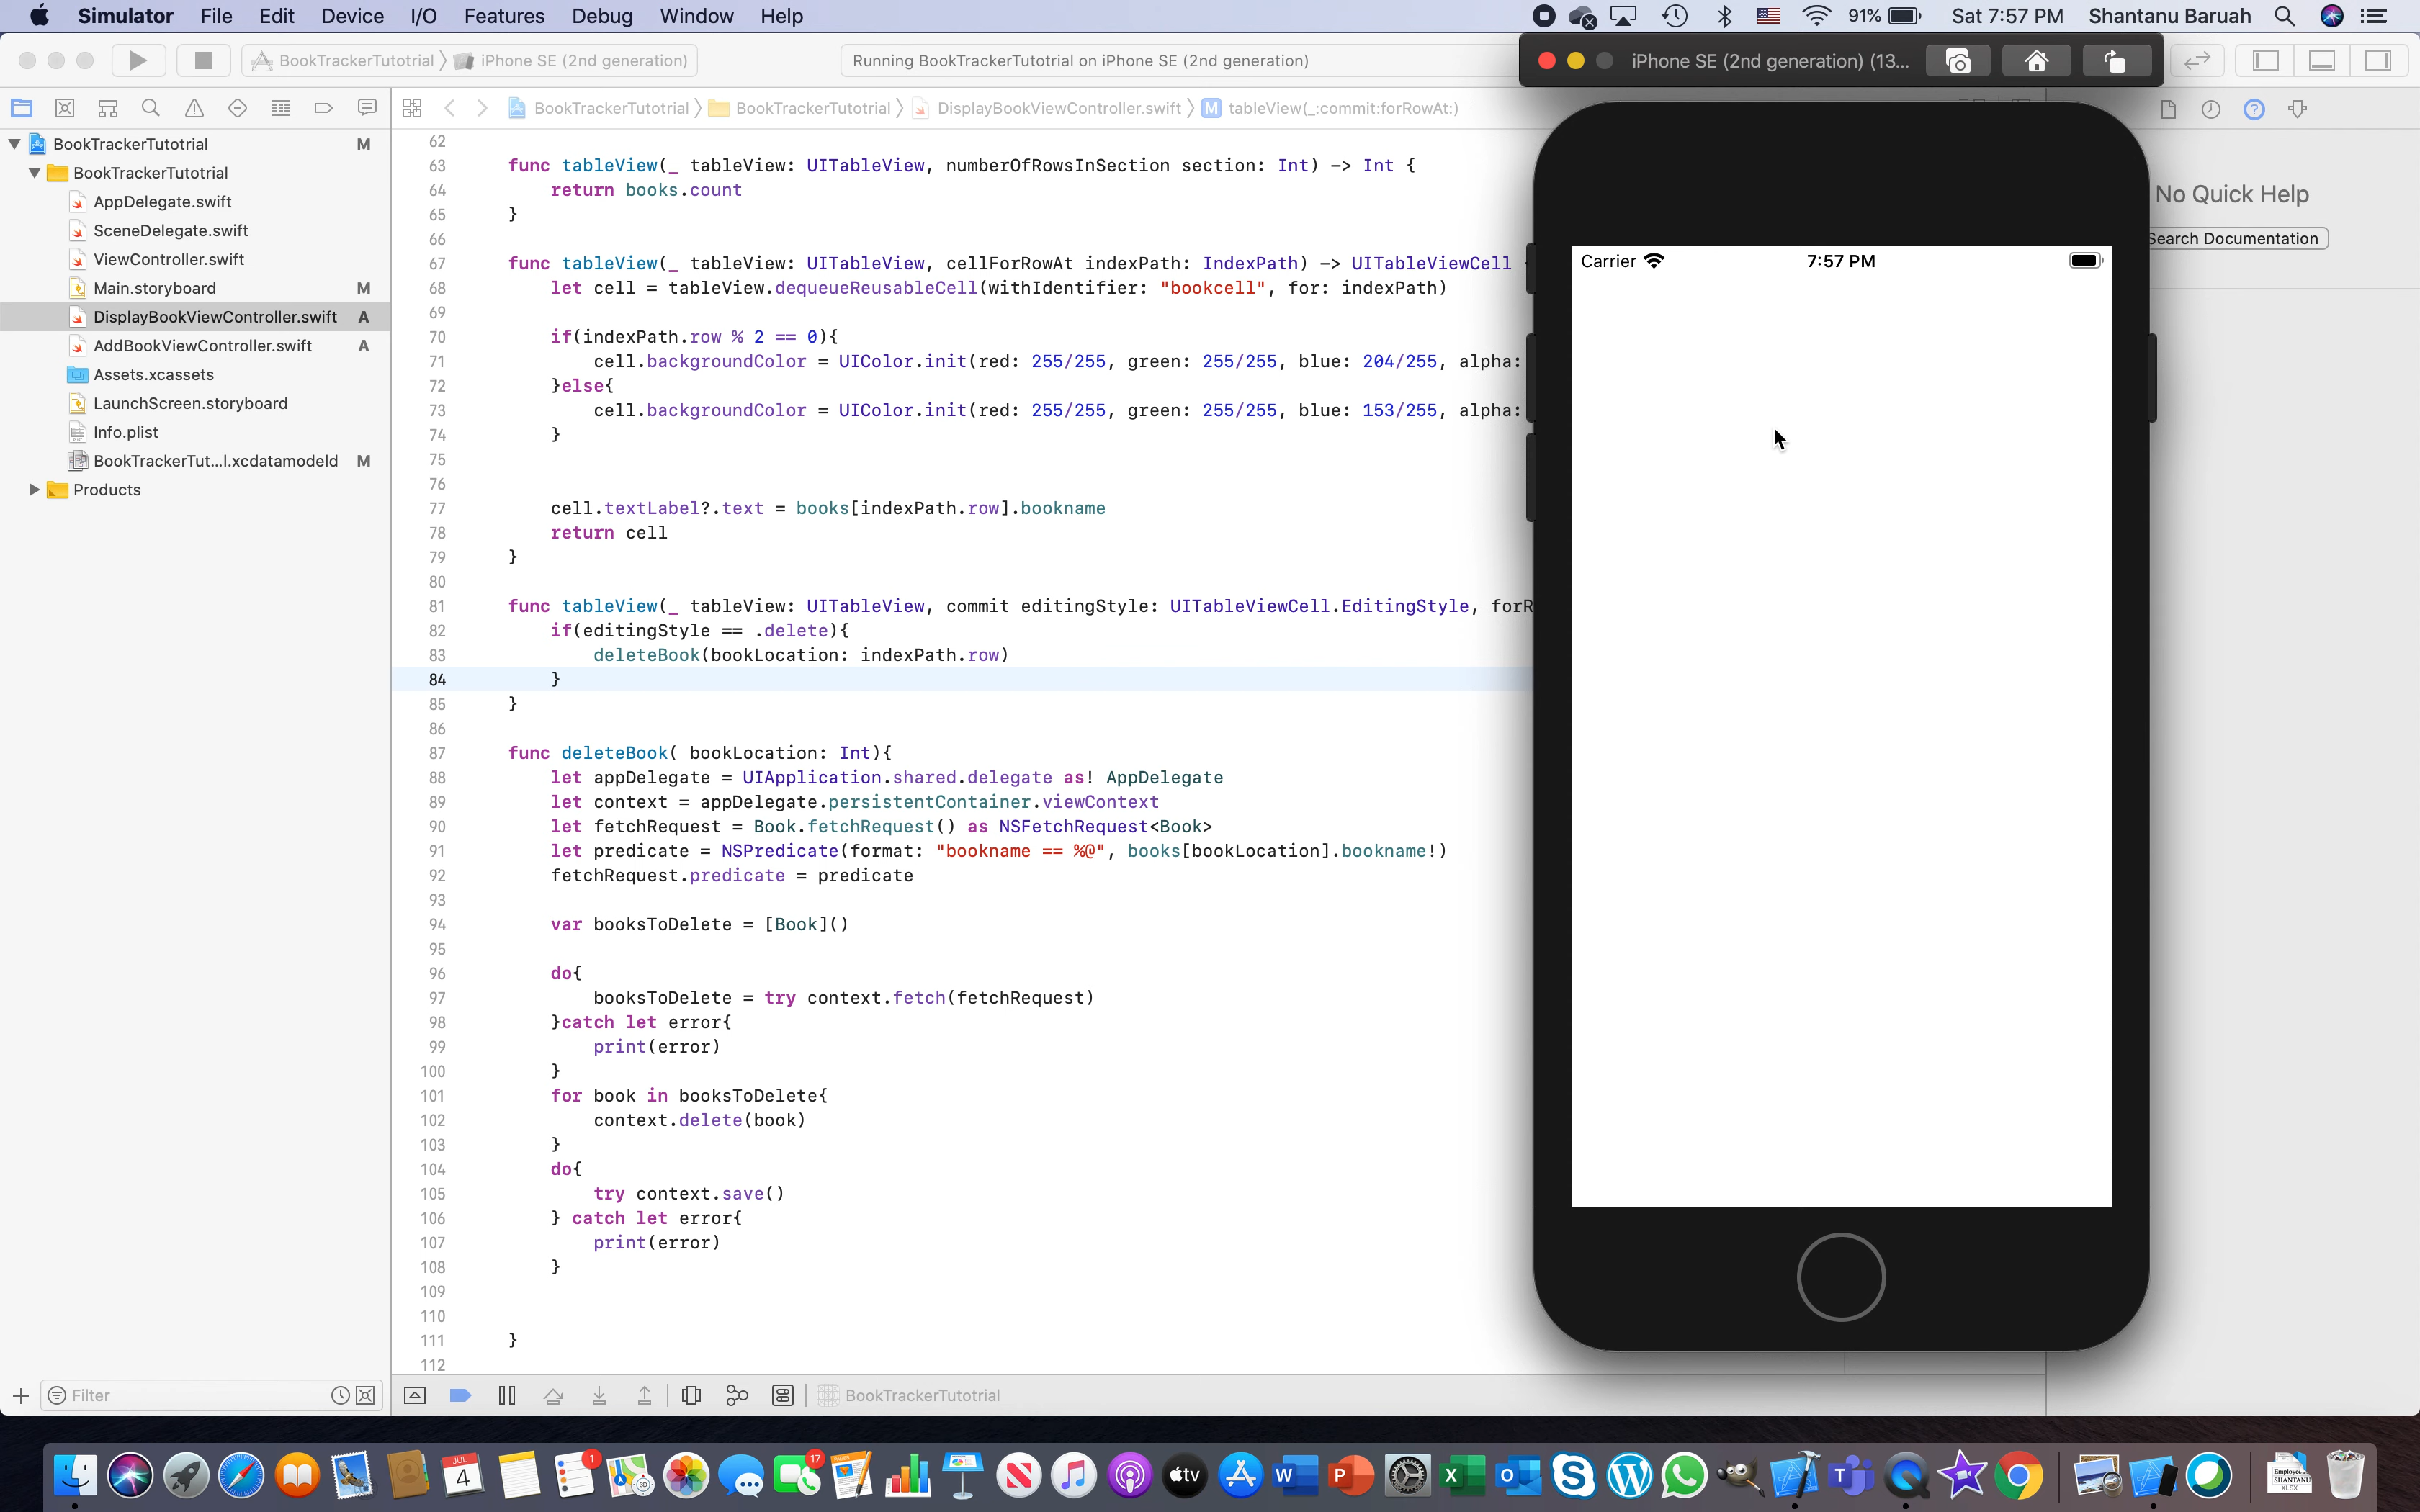 Simulator File Edit Device I/O Features Debug Window Help 91% Sat 7:57 PM Shantanu Baruah
BookTrackerTutotrial iPhone SE (2nd generation) Running BookTrackerTutotrial on iPhone SE (2nd generation) iPhone SE (2nd generation) (13...
BookTrackerTutotrial BookTrackerTutotrial DisplayBookViewController.swift M tableView(_:commit:forRowAt:)
BookTrackerTutotrial M
BookTrackerTutotrial
AppDelegate.swift
SceneDelegate.swift
ViewController.swift
Main.storyboard M
DisplayBookViewController.swift A
AddBookViewController.swift A
Assets.xcassets
LaunchScreen.storyboard
Info.plist
BookTrackerTut...l.xcdatamodeld M
Products
Filter
62
63 func tableView(_ tableView: UITableView, numberOfRowsInSection section: Int) -> Int {
64 return books.count
65 }
66
67 func tableView(_ tableView: UITableView, cellForRowAt indexPath: IndexPath) -> UITableViewCell
68 let cell = tableView.dequeueReusableCell(withIdentifier: "bookcell", for: indexPath)
69
70 if(indexPath.row % 2 == 0){
71 cell.backgroundColor = UIColor.init(red: 255/255, green: 255/255, blue: 204/255, alpha:
72 }else{
73 cell.backgroundColor = UIColor.init(red: 255/255, green: 255/255, blue: 153/255, alpha:
74 }
75
76
77 cell.textLabel?.text = books[indexPath.row].bookname
78 return cell
79 }
80
81 func tableView(_ tableView: UITableView, commit editingStyle: UITableViewCell.EditingStyle, forR
82 if(editingStyle == .delete){
83 deleteBook(bookLocation: indexPath.row)
84 }
85 }
86
87 func deleteBook( bookLocation: Int){
88 let appDelegate = UIApplication.shared.delegate as! AppDelegate
89 let context = appDelegate.persistentContainer.viewContext
90 let fetchRequest = Book.fetchRequest() as NSFetchRequest<Book>
91 let predicate = NSPredicate(format: "bookname == %@", books[bookLocation].bookname!)
92 fetchRequest.predicate = predicate
93
94 var booksToDelete = [Book]()
95
96 do{
97 booksToDelete = try context.fetch(fetchRequest)
98 }catch let error{
99 print(error)
100 }
101 for book in booksToDelete{
102 context.delete(book)
103 }
104 do{
105 try context.save()
106 } catch let error{
107 print(error)
108 }
109
110
111 }
112
BookTrackerTutotrial
Carrier 7:57 PM
No Quick Help
Search Documentation
JUL 4 1 17 tv W P X O S T
Employee..
SHANTANU
XLSX